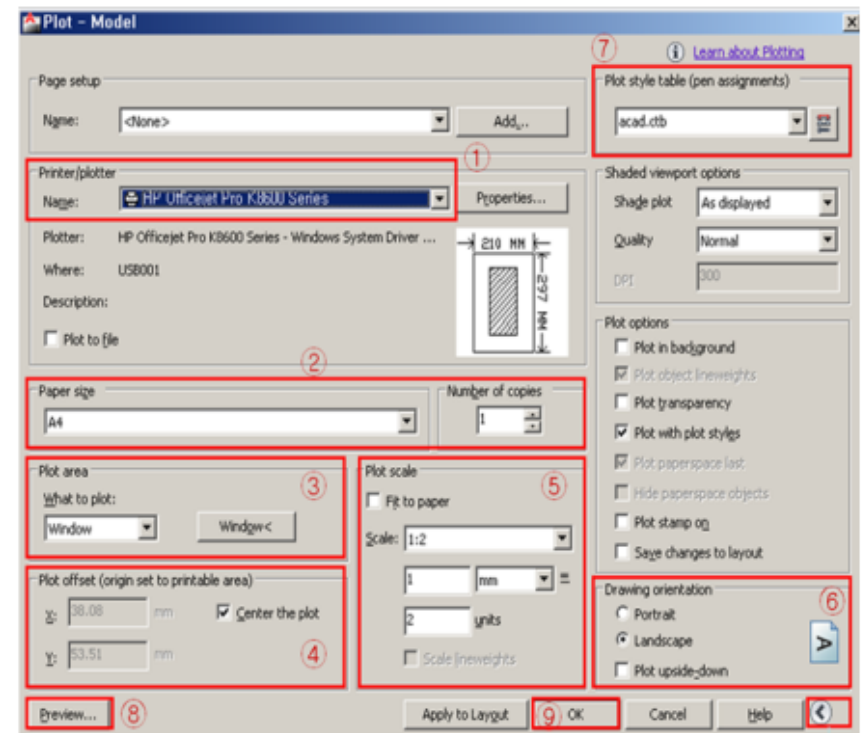 Plot - Model
⑦
Learn about Plotting
Page setup
Name: <None> Add...
Plot style table (pen assignments)
acad.ctb
①
Printer/plotter
Name: HP Officejet Pro K8600 Series Properties...
Plotter: HP Officejet Pro K8600 Series - Windows System Driver ...
Where: USB001
Description:
Plot to file
210 MM
297 MM
Shaded viewport options
Shade plot As displayed
Quality Normal
DPI 300
②
Paper size
A4
Number of copies
1
Plot options
Plot in background
Plot object lineweights
Plot transparency
Plot with plot styles
Plot paperspace last
Hide paperspace objects
Plot stamp on
Save changes to layout
Plot area
③
What to plot:
Window Window<
Plot scale
⑤
Fit to paper
Scale: 1:2
1 mm =
2 units
Scale lineweights
Plot offset (origin set to printable area)
X: 38.08 mm Center the plot
Y: 53.51 mm
④
Drawing orientation
⑥
Portrait
Landscape
Plot upside-down
A
Preview... ⑧ Apply to Layout ⑨ OK Cancel Help